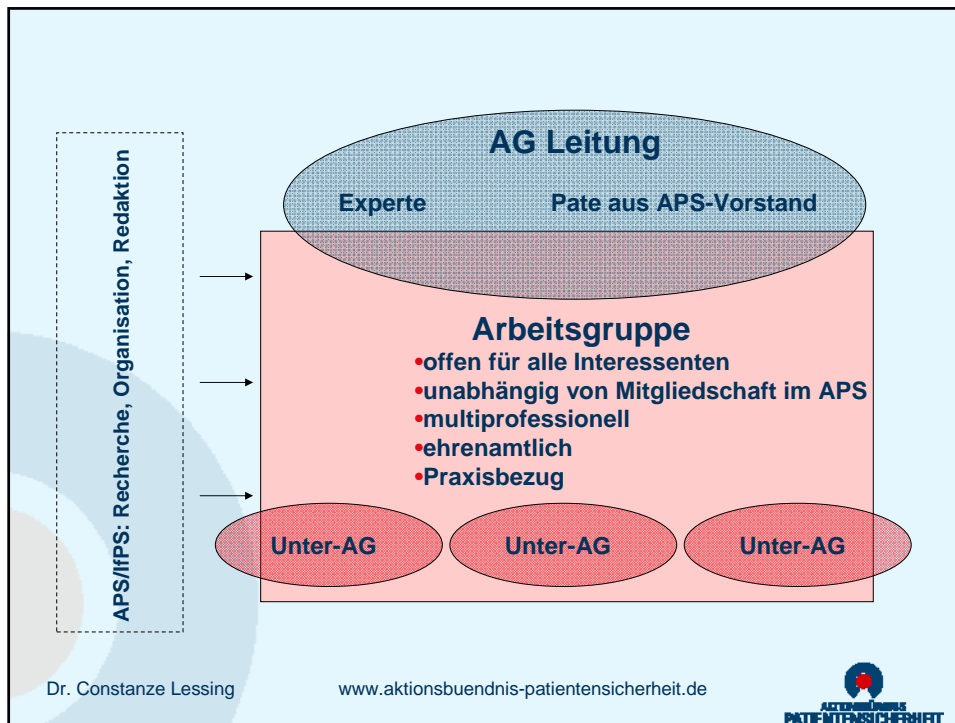 APS/IfPS: Recherche, Organisation, Redaktion
AG Leitung
Experte Pate aus APS-Vorstand
Arbeitsgruppe
•offen für alle Interessenten
•unabhängig von Mitgliedschaft im APS
•multiprofessionell
•ehrenamtlich
•Praxisbezug
Unter-AG Unter-AG Unter-AG
Dr. Constanze Lessing www.aktionsbuendnis-patientensicherheit.de
AKTIONSBÜNDNIS
PATIENTENSICHERHEIT